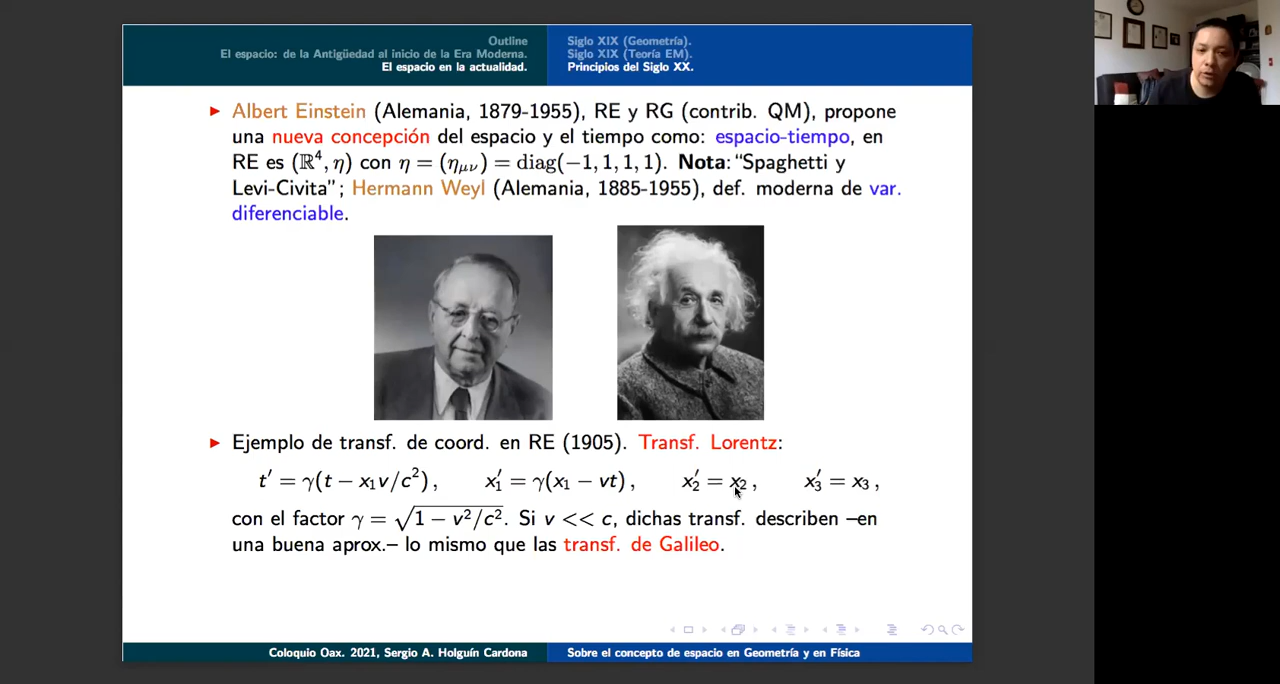 Outline
El espacio: de la Antigüedad al inicio de la Era Moderna.
El espacio en la actualidad.
Siglo XIX (Geometría).
Siglo XIX (Teoría EM).
Principios del Siglo XX.
▶ Albert Einstein (Alemania, 1879-1955), RE y RG (contrib. QM), propone
una nueva concepción del espacio y el tiempo como: espacio-tiempo, en
RE es (ℝ⁴, η) con η = (ημν) = diag(−1, 1, 1, 1). Nota: “Spaghetti y
Levi-Civita”; Hermann Weyl (Alemania, 1885-1955), def. moderna de var.
diferenciable.
▶ Ejemplo de transf. de coord. en RE (1905). Transf. Lorentz:
t′ = γ(t − x₁v/c²), x₁′ = γ(x₁ − vt), x₂′ = x₂, x₃′ = x₃,
con el factor γ = √(1 − v²/c²). Si v << c, dichas transf. describen –en
una buena aprox.– lo mismo que las transf. de Galileo.
Coloquio Oax. 2021, Sergio A. Holguín Cardona
Sobre el concepto de espacio en Geometría y en Física